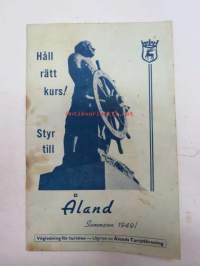 Håll
rätt
kurs!
Styr
till
Åland
Sommaren 1949!
Vägledning för turister — Utgiven av Ålands Turistförening